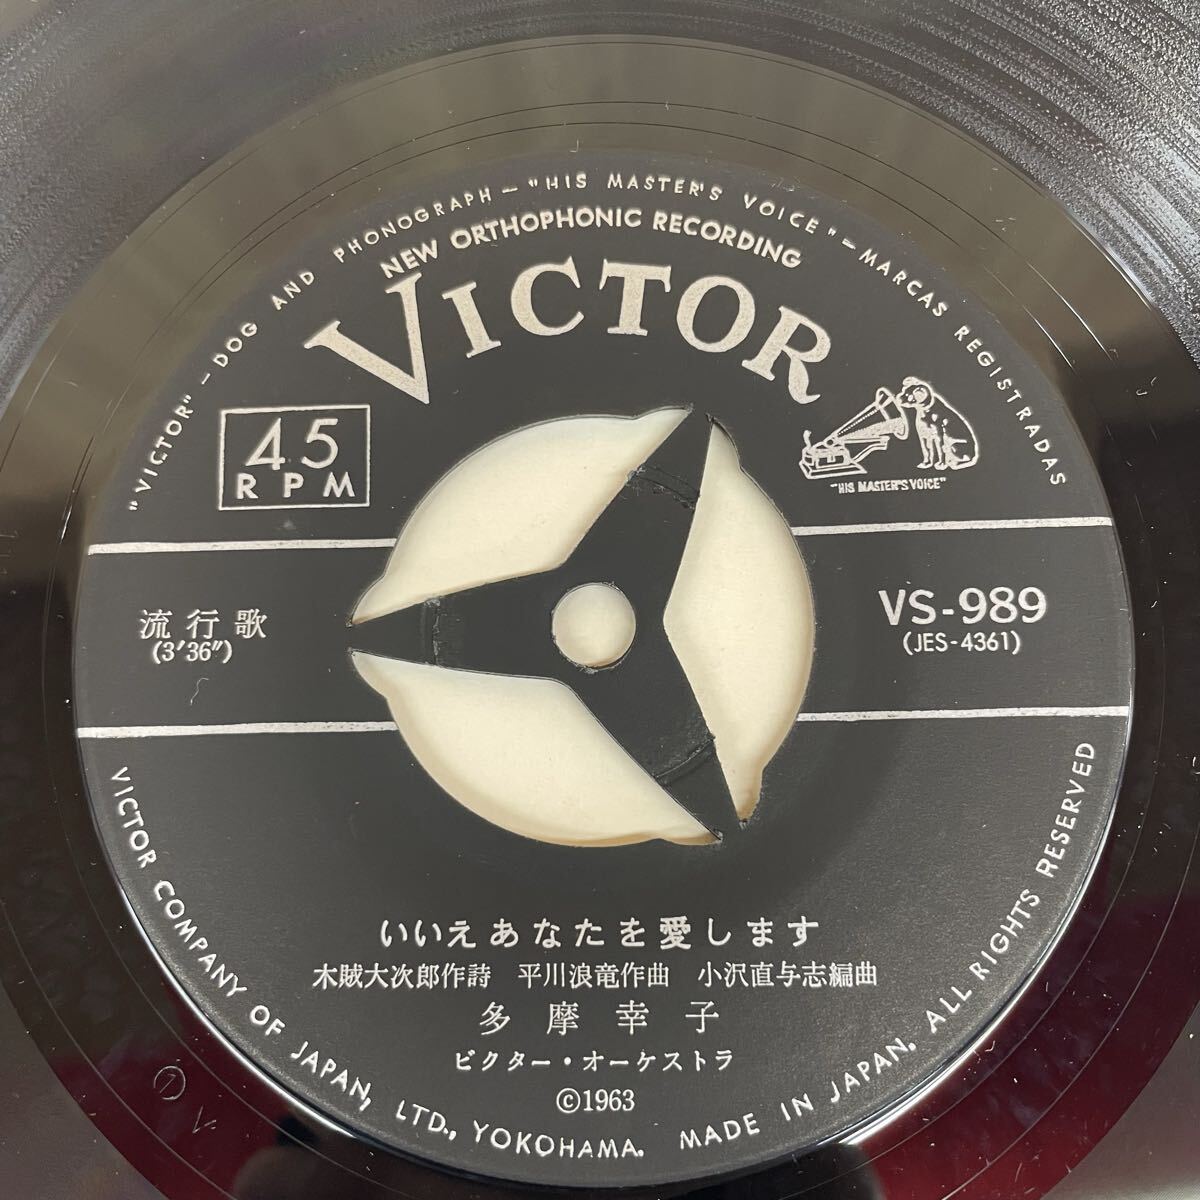 "VICTOR" – DOG AND PHONOGRAPH – "HIS MASTER'S VOICE" – MARCAS REGISTRADAS
NEW ORTHOPHONIC RECORDING
VICTOR
45
RPM
"HIS MASTER'S VOICE"
流行歌
(3′36″)
VS-989
(JES-4361)
いいえあなたを愛します
木賊大次郎作詩 平川浪竜作曲 小沢直与志編曲
多摩幸子
ビクター・オーケストラ
©1963
VICTOR COMPANY OF JAPAN, LTD., YOKOHAMA. MADE IN JAPAN. ALL RIGHTS RESERVED
7 V